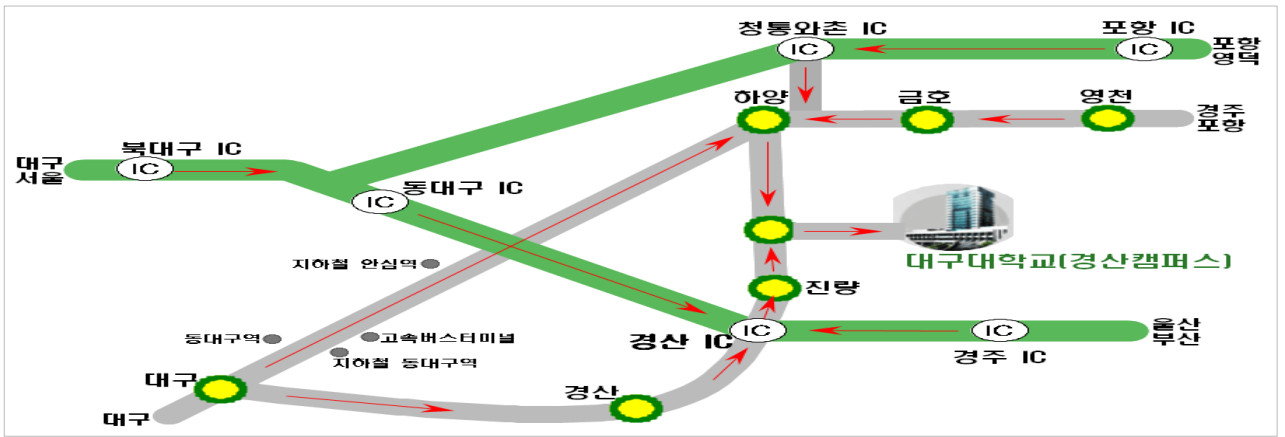 청통와촌 IC
IC
포항 IC
IC
포항
영덕
하양
금호
영천
경주
포항
대구
서울
북대구 IC
IC
동대구 IC
IC
지하철 안심역
대구대학교(경산캠퍼스)
진량
동대구역
고속버스터미널
지하철 동대구역
경산 IC
IC
IC
경주 IC
울산
부산
대구
경산
대구